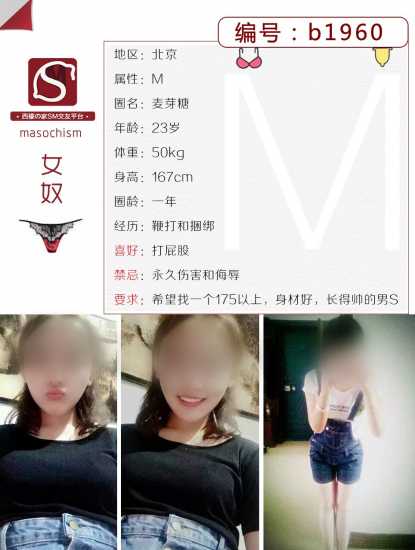 编号：b1960
S
·西檬の家SM交友平台·
masochism
女奴
地区：北京
属性：M
圈名：麦芽糖
年龄：23岁
体重：50kg
身高：167cm
圈龄：一年
经历：鞭打和捆绑
喜好：打屁股
禁忌：永久伤害和侮辱
要求：希望找一个175以上，身材好，长得帅的男S
M